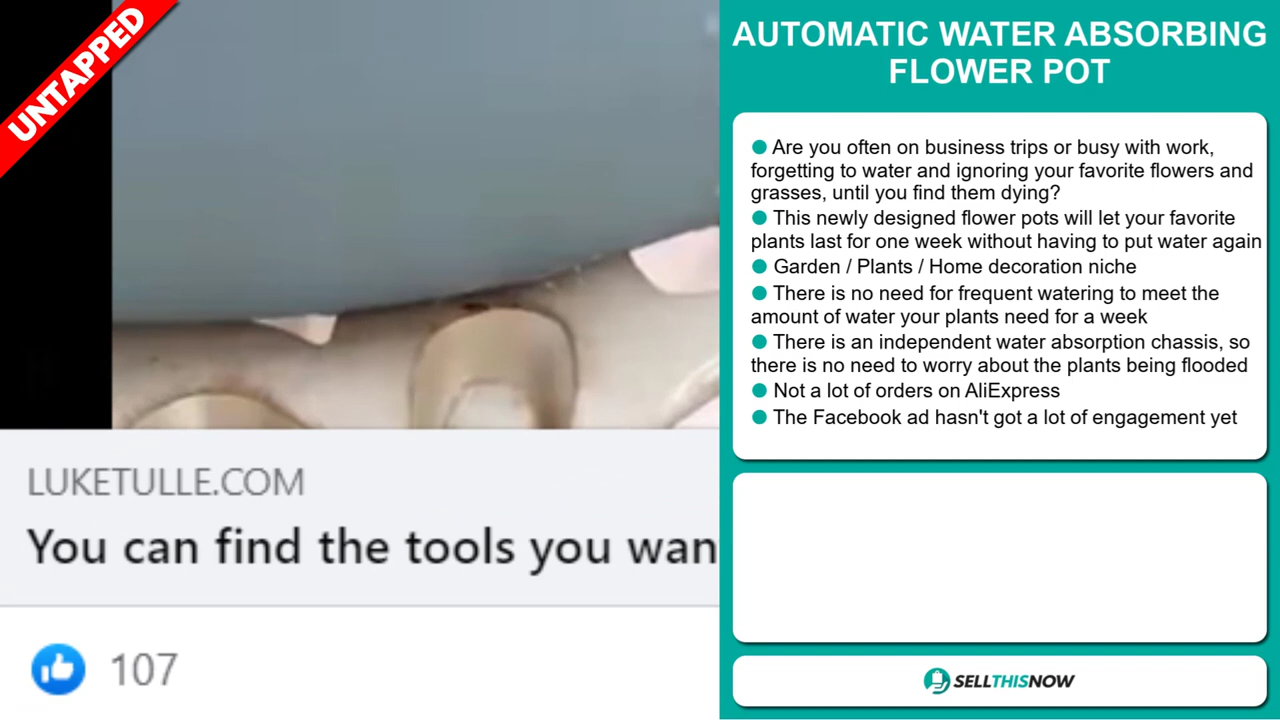 UNTAPPED
LUKETULLE.COM
You can find the tools you wan
107
AUTOMATIC WATER ABSORBING
FLOWER POT
● Are you often on business trips or busy with work,
forgetting to water and ignoring your favorite flowers and
grasses, until you find them dying?
● This newly designed flower pots will let your favorite
plants last for one week without having to put water again
● Garden / Plants / Home decoration niche
● There is no need for frequent watering to meet the
amount of water your plants need for a week
● There is an independent water absorption chassis, so
there is no need to worry about the plants being flooded
● Not a lot of orders on AliExpress
● The Facebook ad hasn't got a lot of engagement yet
SELLTHISNOW